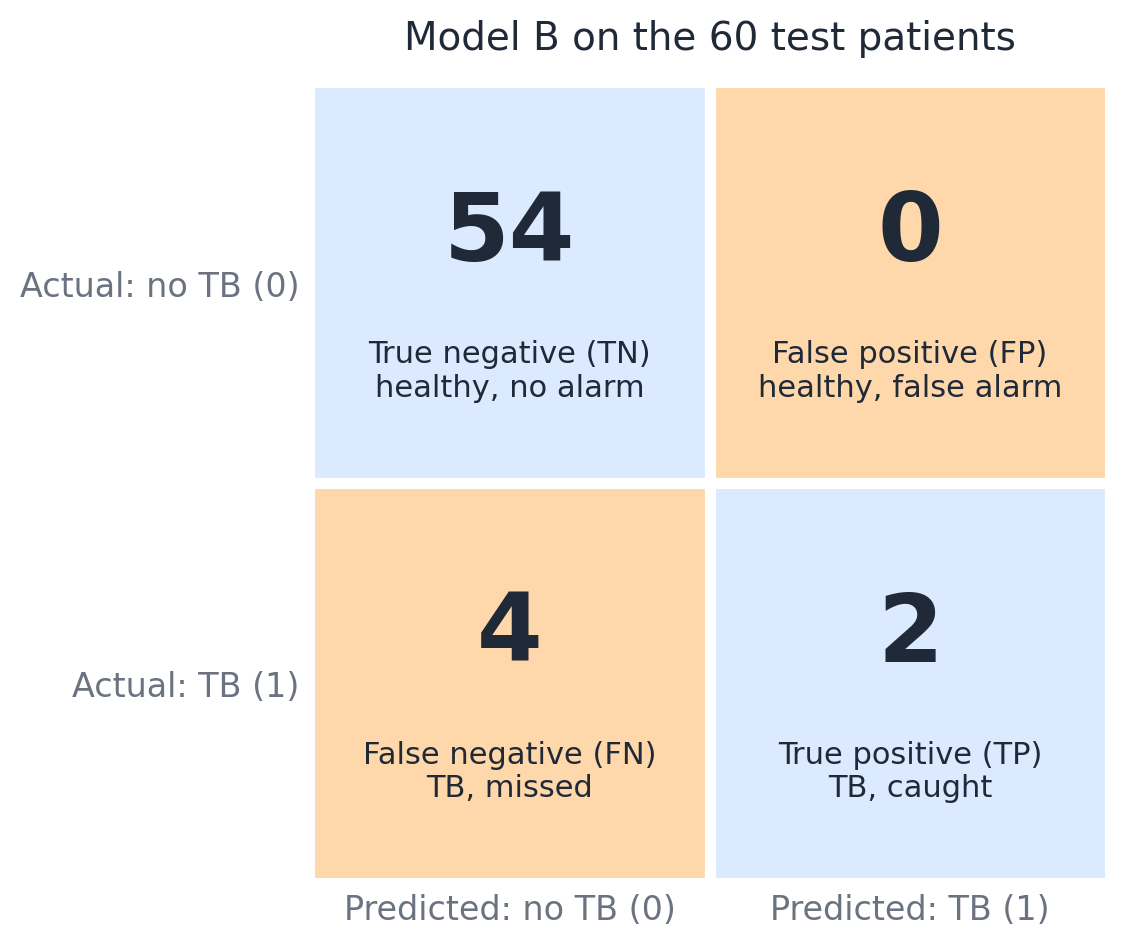 Model B on the 60 test patients
54
0
Actual: no TB (0)
True negative (TN)
healthy, no alarm
False positive (FP)
healthy, false alarm
4
2
Actual: TB (1)
False negative (FN)
TB, missed
True positive (TP)
TB, caught
Predicted: no TB (0)
Predicted: TB (1)